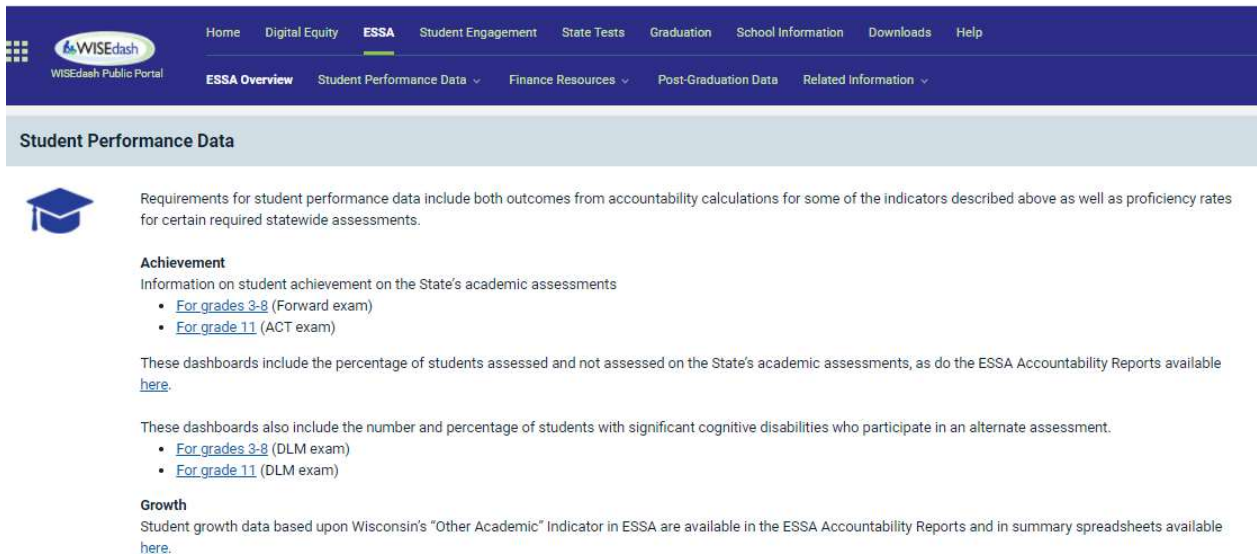 WISEdash
WISEdash Public Portal
Home Digital Equity ESSA Student Engagement State Tests Graduation School Information Downloads Help
ESSA Overview Student Performance Data Finance Resources Post-Graduation Data Related Information
Student Performance Data
Requirements for student performance data include both outcomes from accountability calculations for some of the indicators described above as well as proficiency rates
for certain required statewide assessments.
Achievement
Information on student achievement on the State's academic assessments
• For grades 3-8 (Forward exam)
• For grade 11 (ACT exam)
These dashboards include the percentage of students assessed and not assessed on the State's academic assessments, as do the ESSA Accountability Reports available
here.
These dashboards also include the number and percentage of students with significant cognitive disabilities who participate in an alternate assessment.
• For grades 3-8 (DLM exam)
• For grade 11 (DLM exam)
Growth
Student growth data based upon Wisconsin's “Other Academic” Indicator in ESSA are available in the ESSA Accountability Reports and in summary spreadsheets available
here.